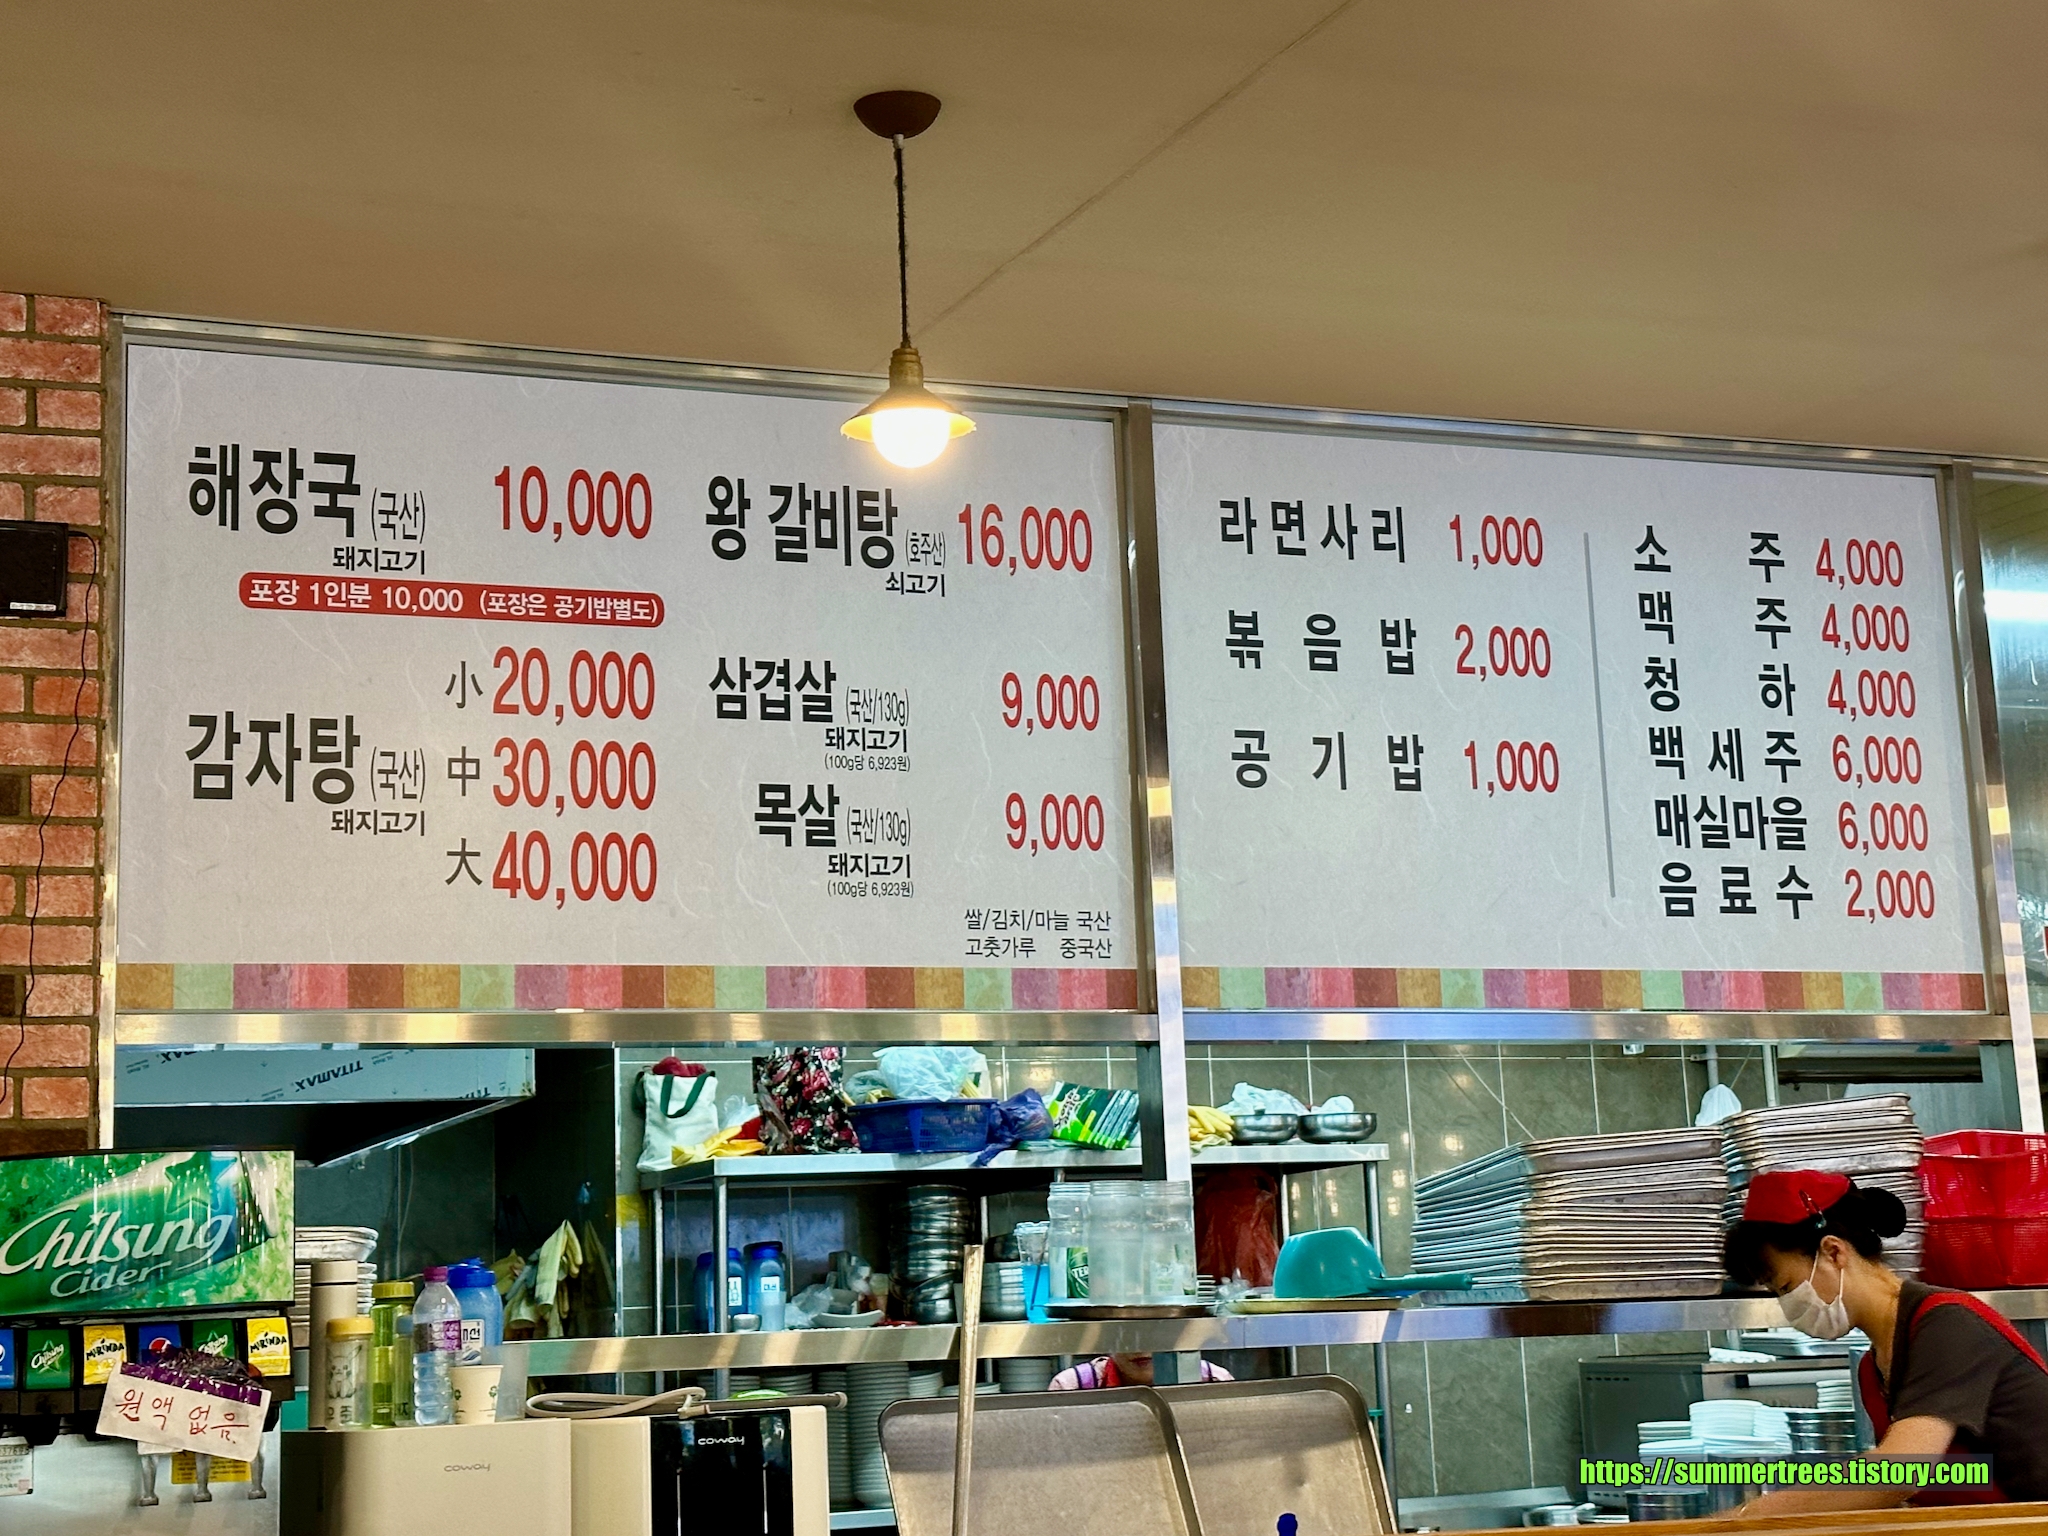 해장국 (국산) 10,000
돼지고기
포장 1인분 10,000 (포장은 공기밥별도)
감자탕 (국산)
돼지고기
小 20,000
中 30,000
大 40,000
왕 갈비탕 (호주산) 16,000
쇠고기
삼겹살 (국산/130g) 9,000
돼지고기
(100g당 6,923원)
목살 (국산/130g) 9,000
돼지고기
(100g당 6,923원)
쌀/김치/마늘 국산
고춧가루 중국산
라면사리 1,000
볶음밥 2,000
공기밥 1,000
소주 4,000
맥주 4,000
청하 4,000
백세주 6,000
매실마을 6,000
음료수 2,000
XAMATIT
Chilsung
Cider
Chilsung
MIRINDA
MIRINDA
원액 없음
coway
coway
https://summertrees.tistory.com